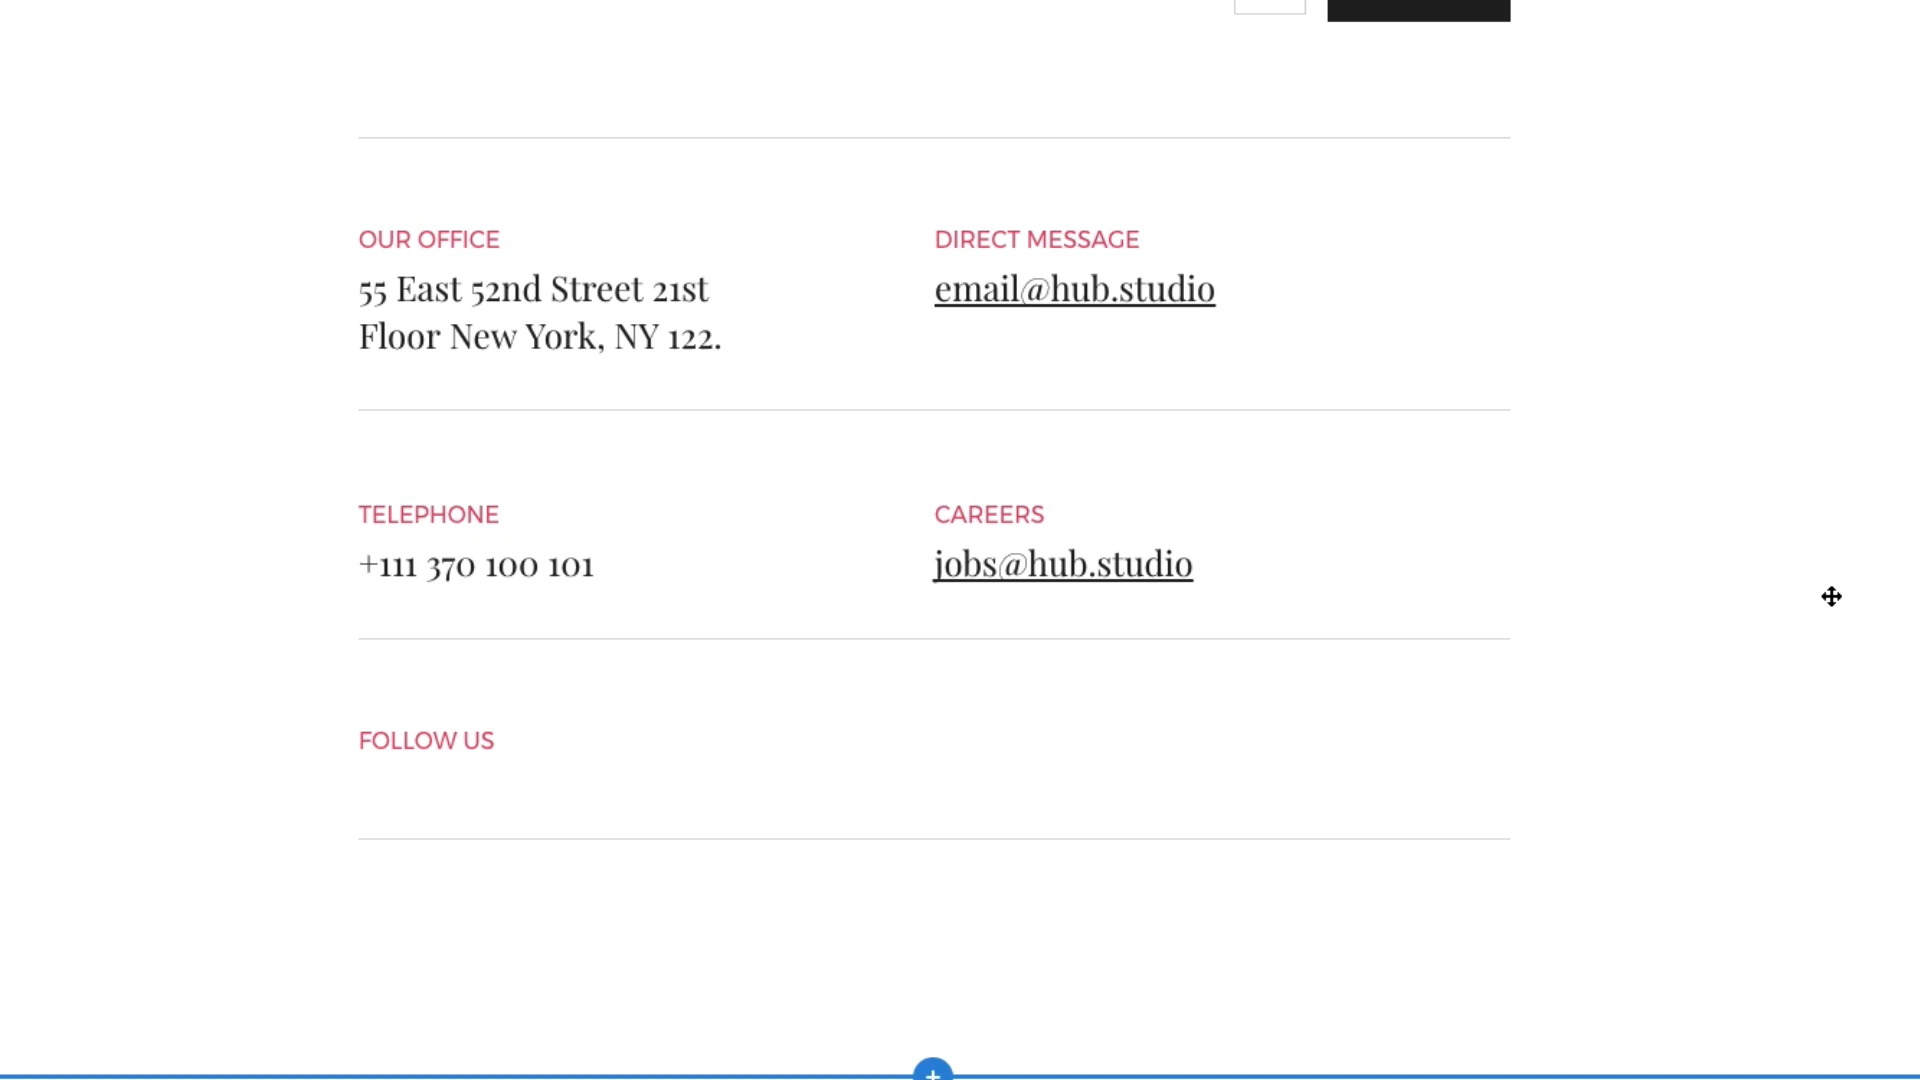 OUR OFFICE
55 East 52nd Street 21st
Floor New York, NY 122.
DIRECT MESSAGE
email@hub.studio
TELEPHONE
+111 370 100 101
CAREERS
jobs@hub.studio
FOLLOW US